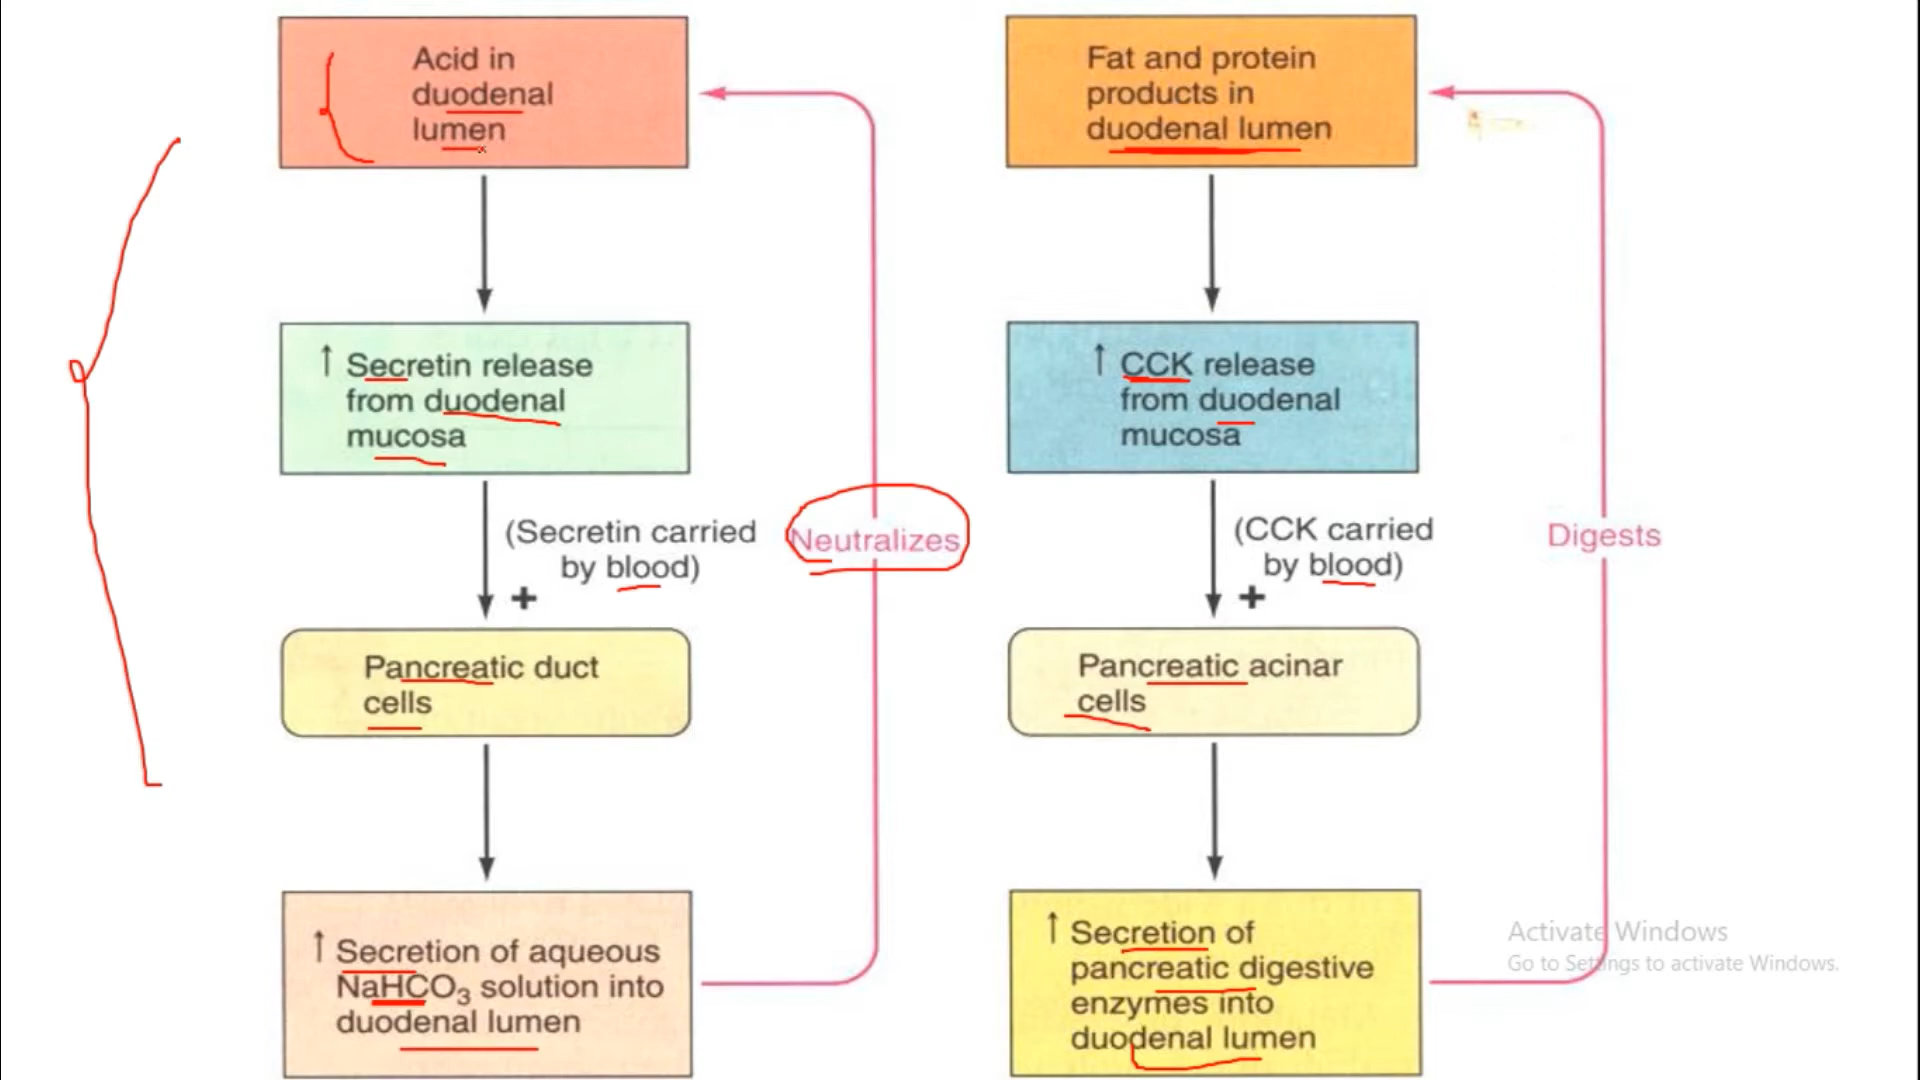 Acid in
duodenal
lumen
↑ Secretin release
from duodenal
mucosa
(Secretin carried
by blood)
+
Pancreatic duct
cells
↑ Secretion of aqueous
NaHCO₃ solution into
duodenal lumen
Neutralizes
Fat and protein
products in
duodenal lumen
↑ CCK release
from duodenal
mucosa
(CCK carried
by blood)
+
Pancreatic acinar
cells
↑ Secretion of
pancreatic digestive
enzymes into
duodenal lumen
Digests
Activate Windows
Go to Settings to activate Windows.